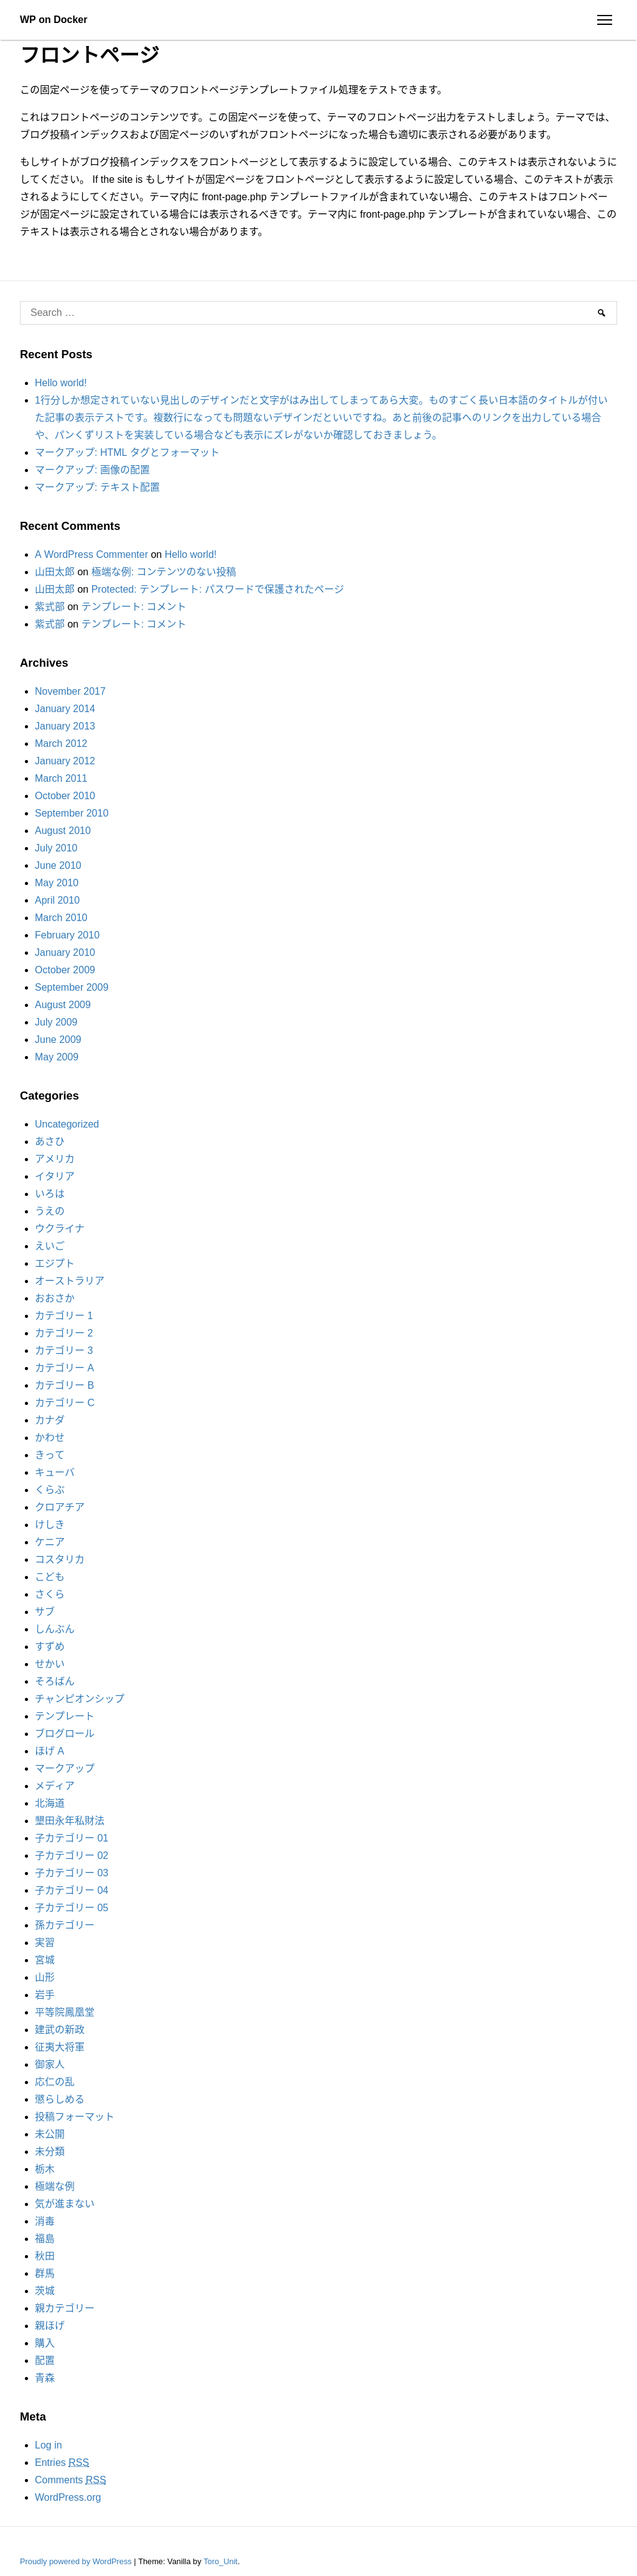 WP on Docker
フロントページ
この固定ページを使ってテーマのフロントページテンプレートファイル処理をテストできます。
これはフロントページのコンテンツです。この固定ページを使って、テーマのフロントページ出力をテストしましょう。テーマでは、
ブログ投稿インデックスおよび固定ページのいずれがフロントページになった場合も適切に表示される必要があります。
もしサイトがブログ投稿インデックスをフロントページとして表示するように設定している場合、このテキストは表示されないように
してください。 If the site is もしサイトが固定ページをフロントページとして表示するように設定している場合、このテキストが表示
されるようにしてください。テーマ内に front-page.php テンプレートファイルが含まれていない場合、このテキストはフロントペー
ジが固定ページに設定されている場合には表示されるべきです。テーマ内に front-page.php テンプレートが含まれていない場合、この
テキストは表示される場合とされない場合があります。
Search …
Recent Posts
Hello world!
1行分しか想定されていない見出しのデザインだと文字がはみ出してしまってあら大変。ものすごく長い日本語のタイトルが付い
た記事の表示テストです。複数行になっても問題ないデザインだといいですね。あと前後の記事へのリンクを出力している場合
や、パンくずリストを実装している場合なども表示にズレがないか確認しておきましょう。
マークアップ: HTML タグとフォーマット
マークアップ: 画像の配置
マークアップ: テキスト配置
Recent Comments
A WordPress Commenter on Hello world!
山田太郎 on 極端な例: コンテンツのない投稿
山田太郎 on Protected: テンプレート: パスワードで保護されたページ
紫式部 on テンプレート: コメント
紫式部 on テンプレート: コメント
Archives
November 2017
January 2014
January 2013
March 2012
January 2012
March 2011
October 2010
September 2010
August 2010
July 2010
June 2010
May 2010
April 2010
March 2010
February 2010
January 2010
October 2009
September 2009
August 2009
July 2009
June 2009
May 2009
Categories
Uncategorized
あさひ
アメリカ
イタリア
いろは
うえの
ウクライナ
えいご
エジプト
オーストラリア
おおさか
カテゴリー 1
カテゴリー 2
カテゴリー 3
カテゴリー A
カテゴリー B
カテゴリー C
カナダ
かわせ
きって
キューバ
くらぶ
クロアチア
けしき
ケニア
コスタリカ
こども
さくら
サブ
しんぶん
すずめ
せかい
そろばん
チャンピオンシップ
テンプレート
ブログロール
ほげ A
マークアップ
メディア
北海道
墾田永年私財法
子カテゴリー 01
子カテゴリー 02
子カテゴリー 03
子カテゴリー 04
子カテゴリー 05
孫カテゴリー
実習
宮城
山形
岩手
平等院鳳凰堂
建武の新政
征夷大将軍
御家人
応仁の乱
懲らしめる
投稿フォーマット
未公開
未分類
栃木
極端な例
気が進まない
消毒
福島
秋田
群馬
茨城
親カテゴリー
親ほげ
購入
配置
青森
Meta
Log in
Entries RSS
Comments RSS
WordPress.org
Proudly powered by WordPress | Theme: Vanilla by Toro_Unit.